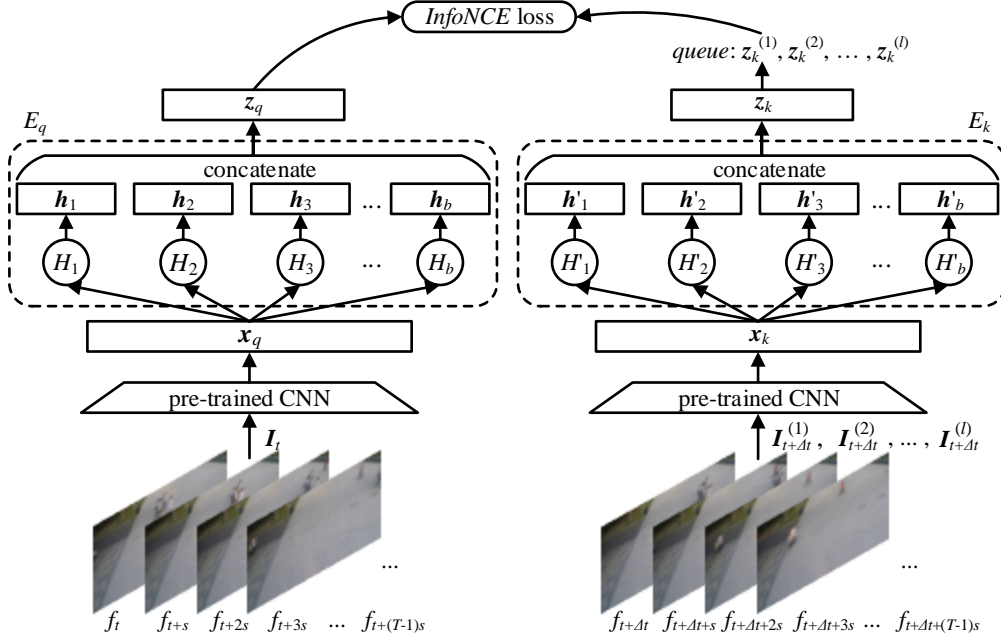 InfoNCE loss
queue: z_k^(1), z_k^(2), … , z_k^(l)
z_q z_k
E_q E_k
concatenate concatenate
h_1 h_2 h_3 ... h_b h'_1 h'_2 h'_3 ... h'_b
H_1 H_2 H_3 ... H_b H'_1 H'_2 H'_3 ... H'_b
x_q x_k
pre-trained CNN pre-trained CNN
I_t I_{t+Δt}^(1) , I_{t+Δt}^(2) , ... , I_{t+Δt}^(l)
... ...
f_t f_{t+s} f_{t+2s} f_{t+3s} ... f_{t+(T-1)s} f_{t+Δt} f_{t+Δt+s} f_{t+Δt+2s} f_{t+Δt+3s} ... f_{t+Δt+(T-1)s}